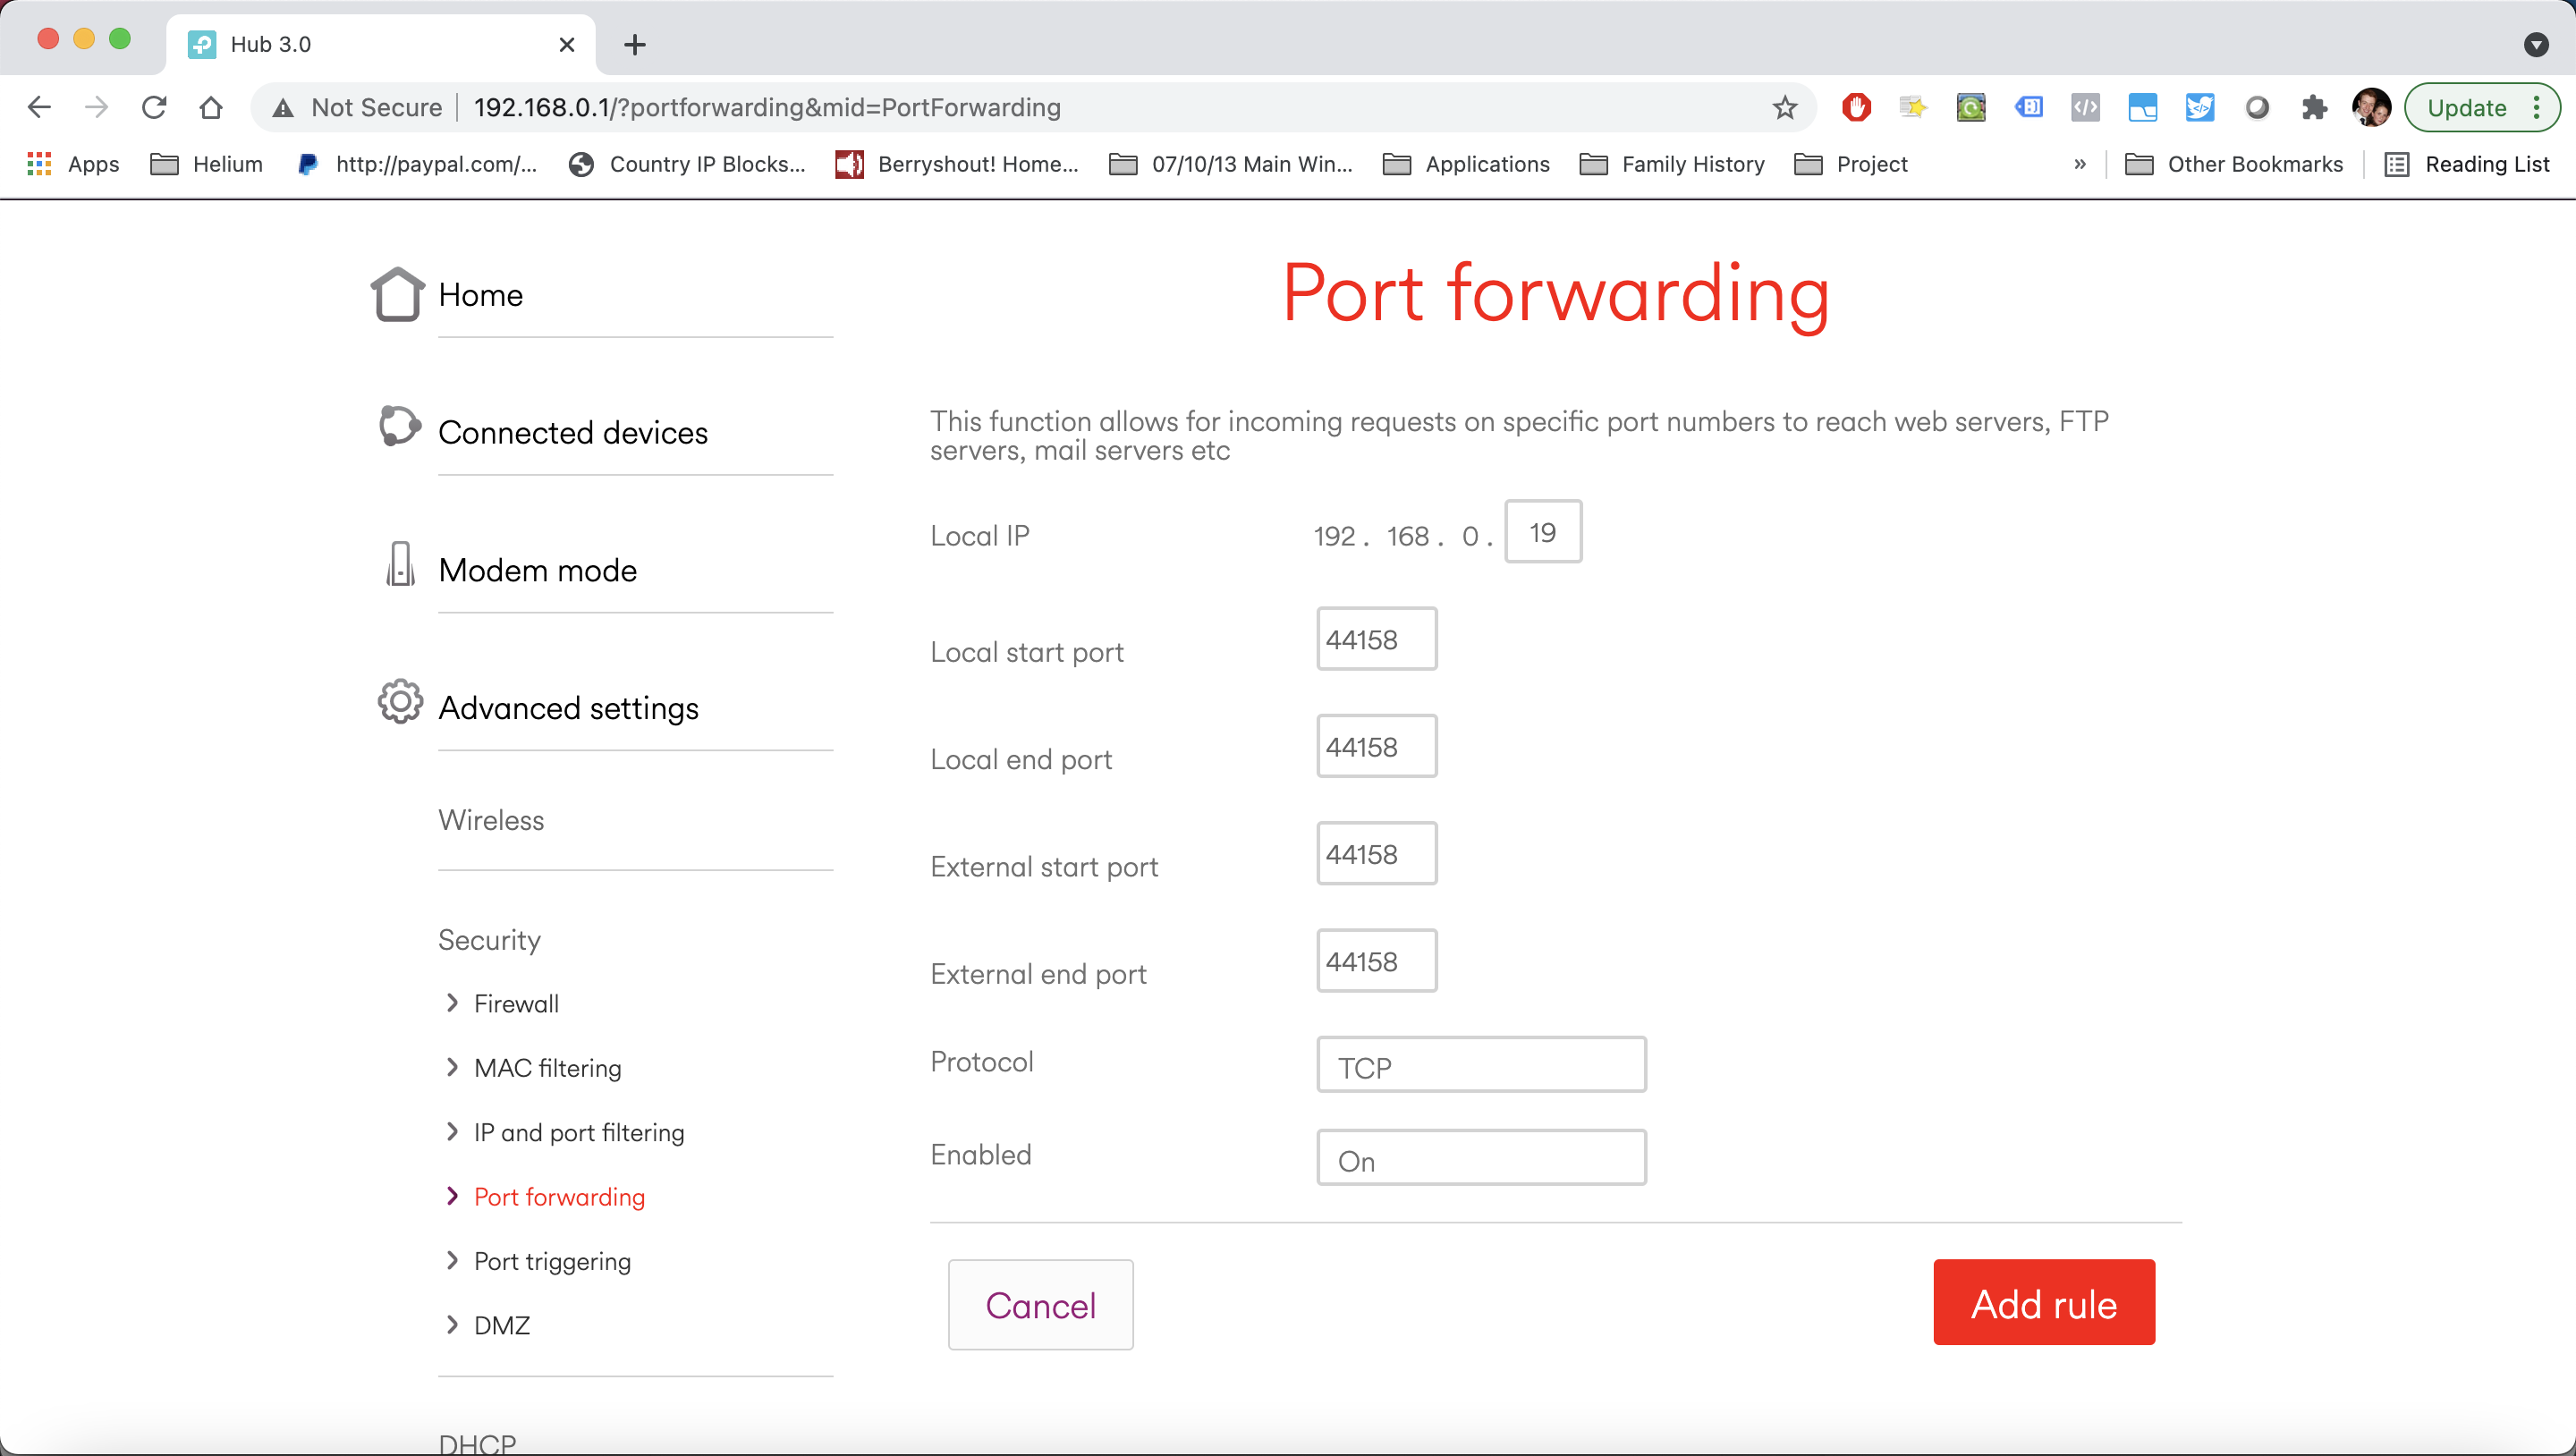 Hub 3.0
Not Secure
192.168.0.1/?portforwarding&mid=PortForwarding
Update
Apps
Helium
http://paypal.com/...
Country IP Blocks...
Berryshout! Home...
07/10/13 Main Win...
Applications
Family History
Project
»
Other Bookmarks
Reading List
Home
Connected devices
Modem mode
Advanced settings
Wireless
Security
Firewall
MAC filtering
IP and port filtering
Port forwarding
Port triggering
DMZ
DHCP
Port forwarding
This function allows for incoming requests on specific port numbers to reach web servers, FTP
servers, mail servers etc
Local IP 192 . 168 . 0 . 19
Local start port 44158
Local end port 44158
External start port 44158
External end port 44158
Protocol TCP
Enabled On
Cancel
Add rule